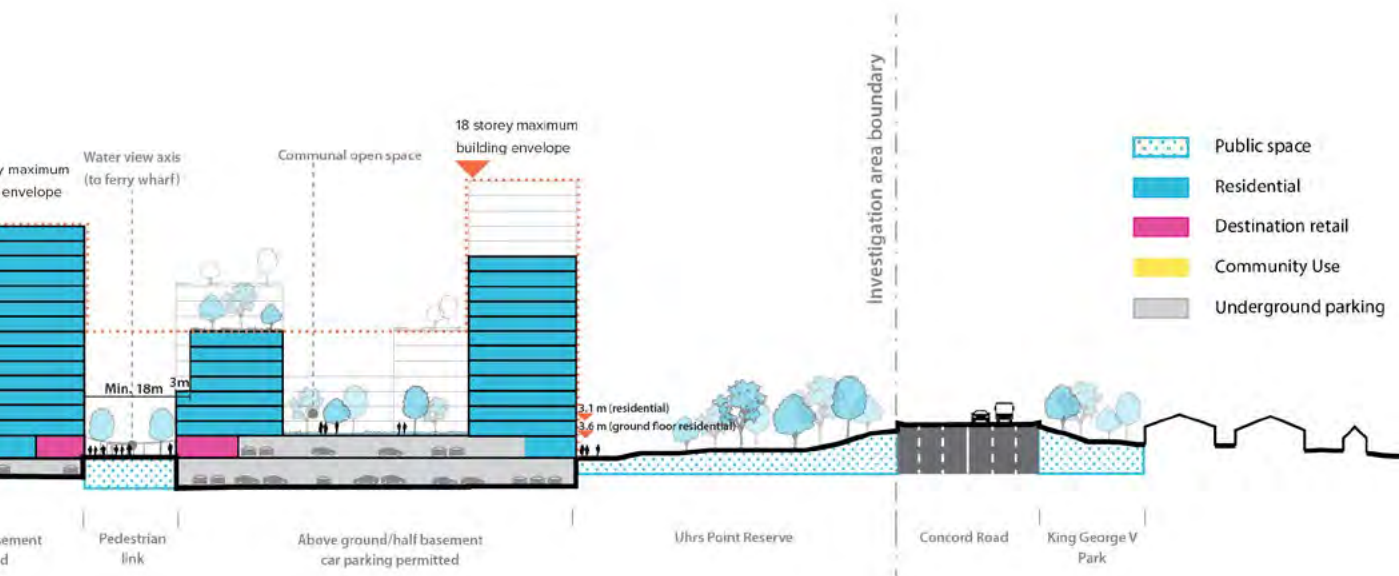 18 storey maximum
building envelope
y maximum
envelope
Water view axis
(to ferry wharf)
Communal open space
Investigation area boundary
Public space
Residential
Destination retail
Community Use
Underground parking
Min. 18m
3m
3.1 m (residential)
3.6 m (ground floor residential)
ement
d
Pedestrian
link
Above ground/half basement
car parking permitted
Uhrs Point Reserve
Concord Road
King George V
Park